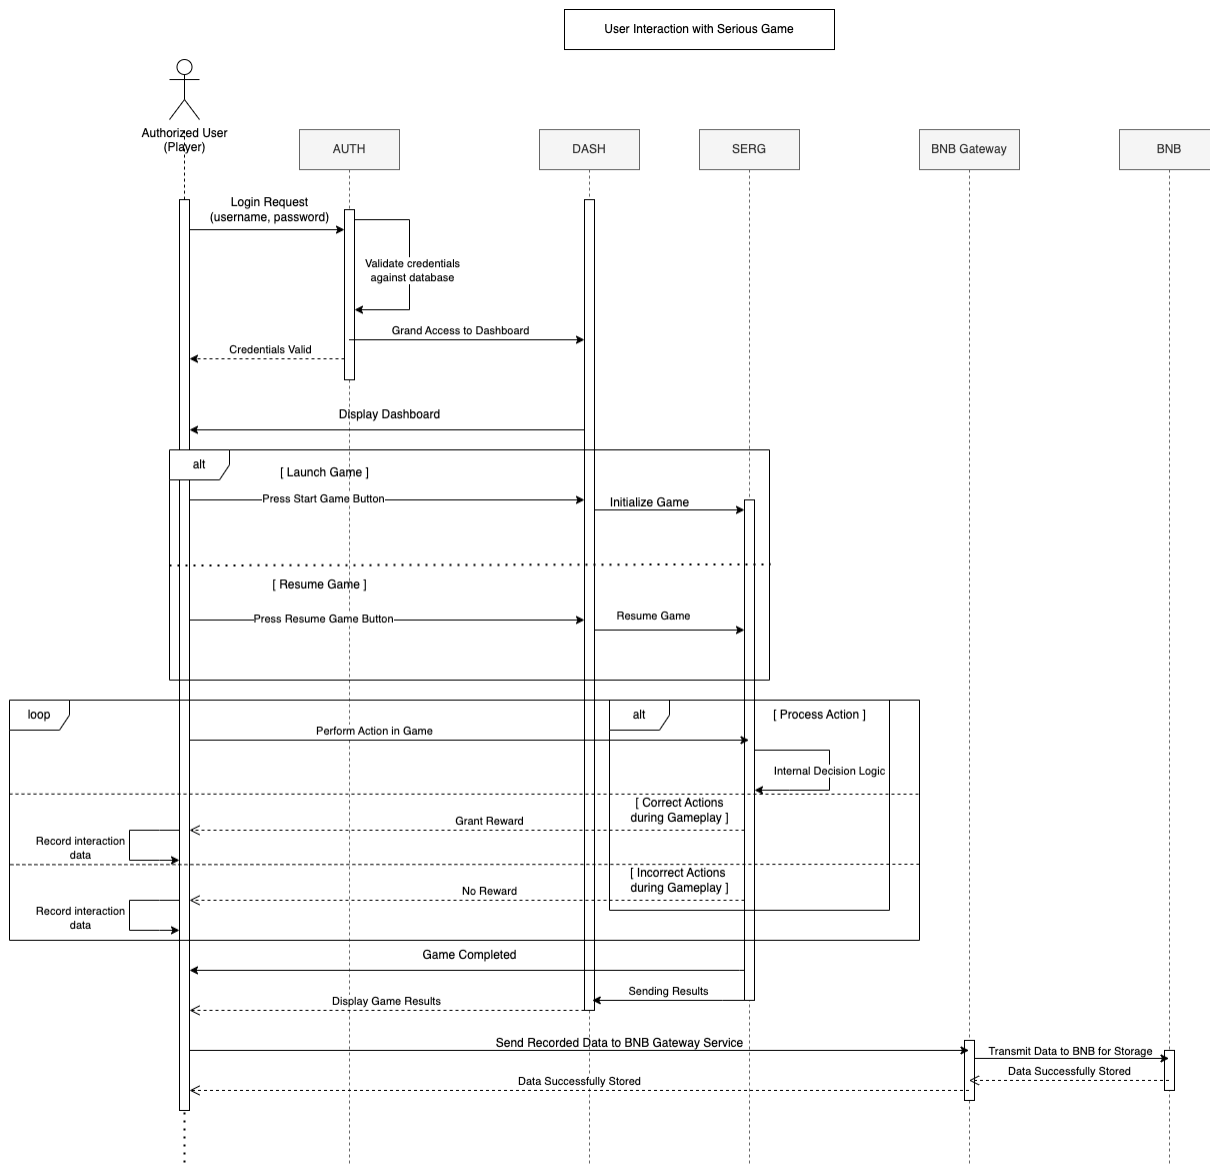 User Interaction with Serious Game
Authorized User
(Player)
AUTH
DASH
SERG
BNB Gateway
BNB
Login Request
(username, password)
Validate credentials
against database
Grand Access to Dashboard
Credentials Valid
Display Dashboard
alt
[ Launch Game ]
Press Start Game Button
Initialize Game
[ Resume Game ]
Press Resume Game Button
Resume Game
loop
alt
[ Process Action ]
Perform Action in Game
Internal Decision Logic
[ Correct Actions
during Gameplay ]
Grant Reward
Record interaction
data
[ Incorrect Actions
during Gameplay ]
No Reward
Record interaction
data
Game Completed
Sending Results
Display Game Results
Send Recorded Data to BNB Gateway Service
Transmit Data to BNB for Storage
Data Successfully Stored
Data Successfully Stored